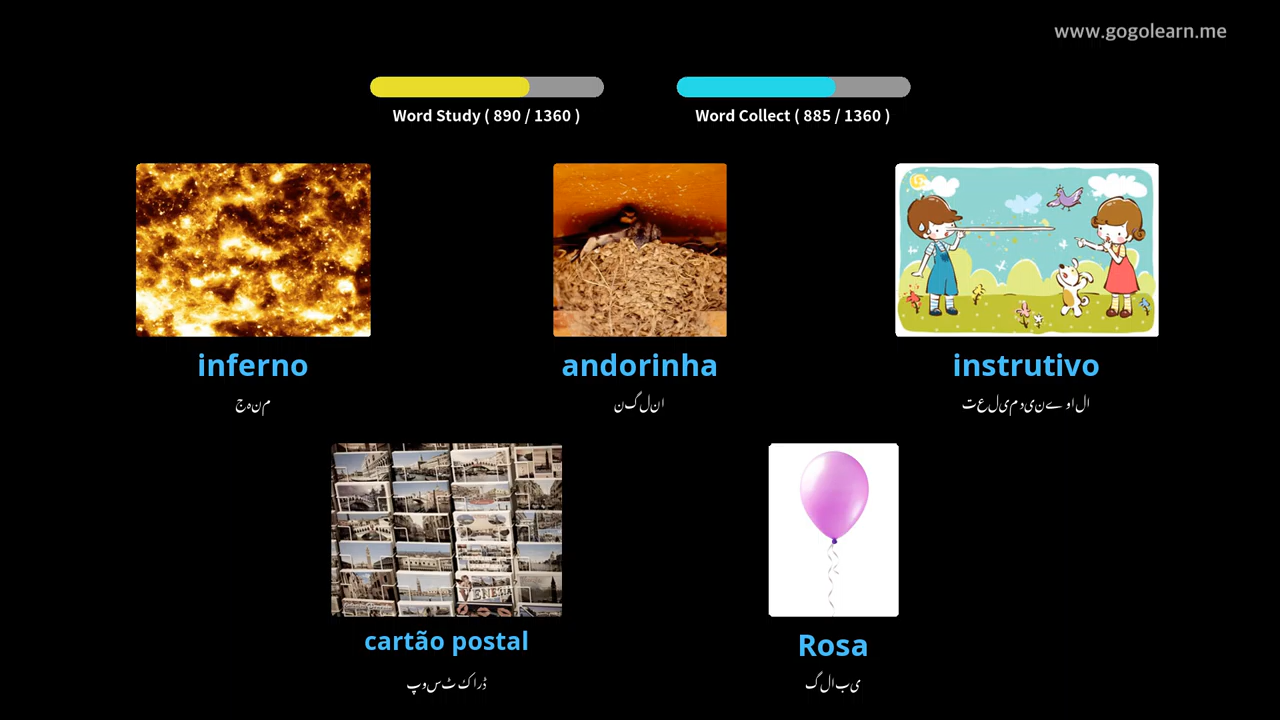 www.gogolearn.me
Word Study ( 890 / 1360 )
Word Collect ( 885 / 1360 )
inferno
جہنم
andorinha
نگلنا
instrutivo
تعلیم دینے والا
cartão postal
پوسٹ کارڈ
Rosa
گلابی